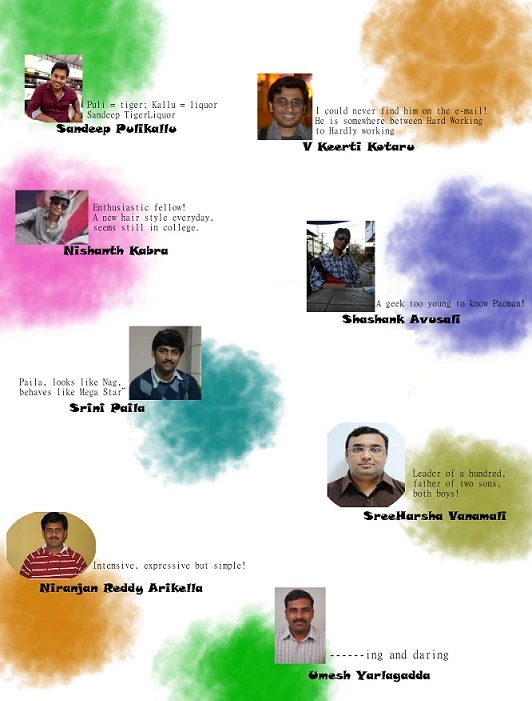 Puli = tiger; Kallu = liquor
Sandeep TigerLiquor
Sandeep Pulikallu
I could never find him on the e-mail!
He is somewhere between Hard Working
to Hardly working
V Keerti Kotaru
Enthusiastic fellow!
A new hair style everyday,
seems still in college.
Nishanth Kabra
A geek too young to know Pacman!
Shashank Avusali
Paila, looks like Nag,
behaves like Mega Star"
Srini Paila
Leader of a hundred,
father of two sons,
both boys!
SreeHarsha Vanamali
Intensive, expressive but simple!
Niranjan Reddy Arikella
------ing and daring
Umesh Yarlagadda